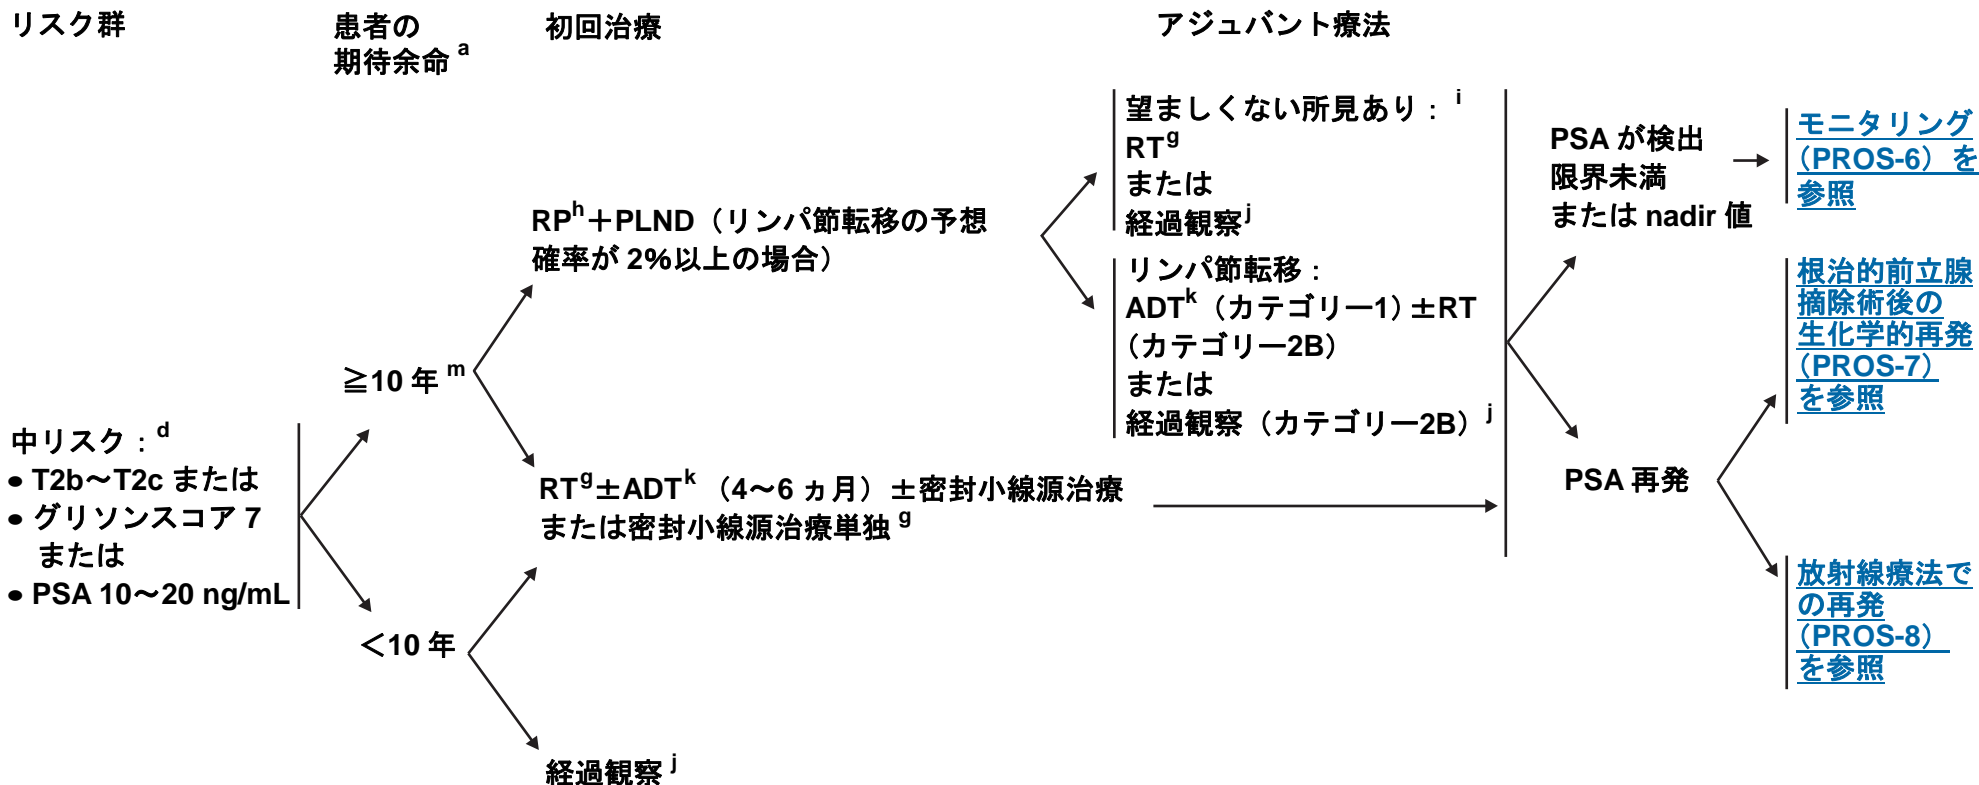 リスク群
患者の
期待余命 a
初回治療
アジュバント療法
中リスク：d
● T2b～T2c または
● グリソンスコア 7
または
● PSA 10～20 ng/mL
≧10 年 m
＜10 年
RPh＋PLND（リンパ節転移の予想
確率が 2%以上の場合）
RTg±ADTk（4～6 ヵ月）±密封小線源治療
または密封小線源治療単独 g
経過観察 j
望ましくない所見あり： i
RTg
または
経過観察j
リンパ節転移：
ADTk（カテゴリー1）±RT
（カテゴリー2B）
または
経過観察（カテゴリー2B）j
PSA が検出
限界未満
または nadir 値
PSA 再発
モニタリング
（PROS-6）を
参照
根治的前立腺
摘除術後の
生化学的再発
（PROS-7）
を参照
放射線療法で
の再発
（PROS-8）
を参照